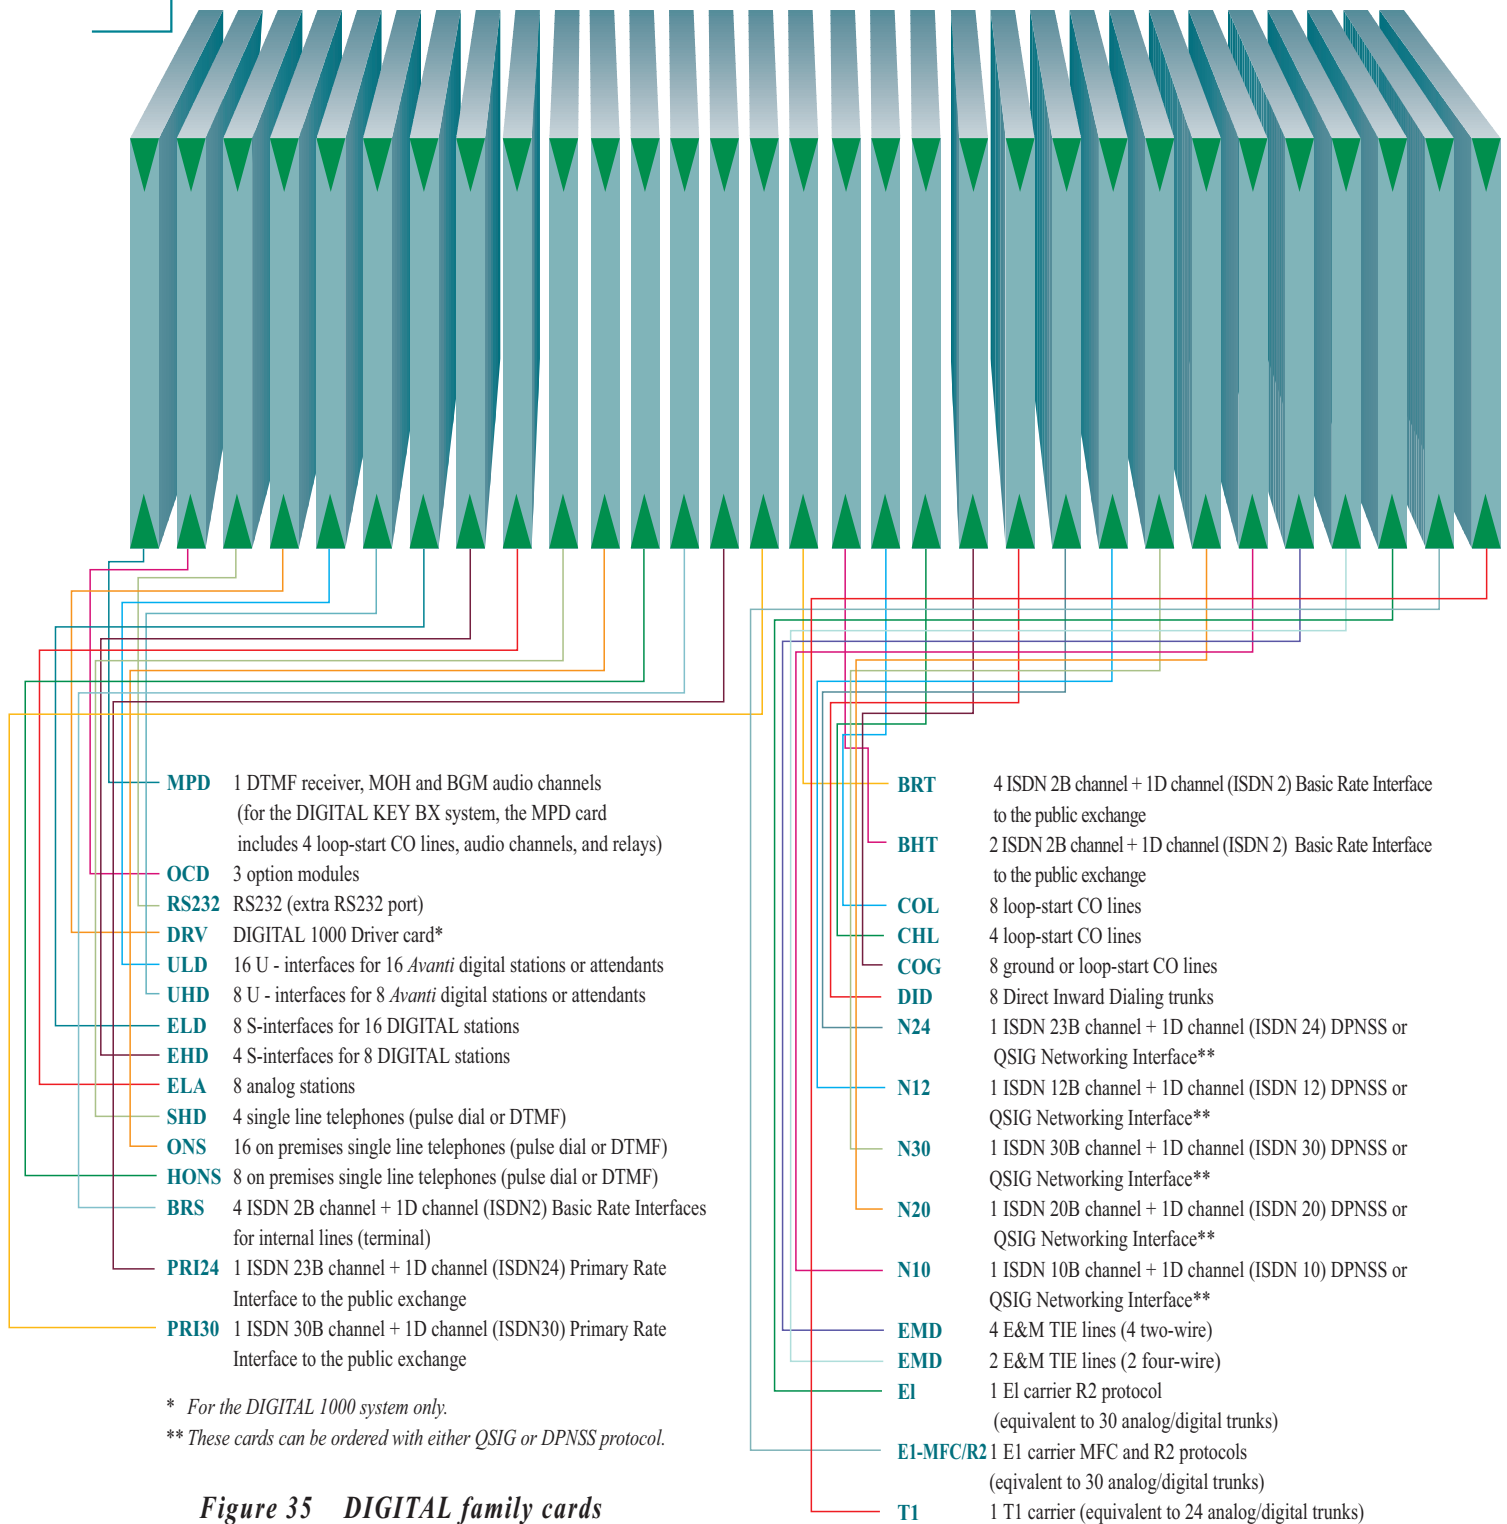 MPD 1 DTMF receiver, MOH and BGM audio channels
(for the DIGITAL KEY BX system, the MPD card
includes 4 loop-start CO lines, audio channels, and relays)
OCD 3 option modules
RS232 RS232 (extra RS232 port)
DRV DIGITAL 1000 Driver card*
ULD 16 U - interfaces for 16 Avanti digital stations or attendants
UHD 8 U - interfaces for 8 Avanti digital stations or attendants
ELD 8 S-interfaces for 16 DIGITAL stations
EHD 4 S-interfaces for 8 DIGITAL stations
ELA 8 analog stations
SHD 4 single line telephones (pulse dial or DTMF)
ONS 16 on premises single line telephones (pulse dial or DTMF)
HONS 8 on premises single line telephones (pulse dial or DTMF)
BRS 4 ISDN 2B channel + 1D channel (ISDN2) Basic Rate Interfaces
for internal lines (terminal)
PRI24 1 ISDN 23B channel + 1D channel (ISDN24) Primary Rate
Interface to the public exchange
PRI30 1 ISDN 30B channel + 1D channel (ISDN30) Primary Rate
Interface to the public exchange
* For the DIGITAL 1000 system only.
** These cards can be ordered with either QSIG or DPNSS protocol.
Figure 35 DIGITAL family cards
BRT 4 ISDN 2B channel + 1D channel (ISDN 2) Basic Rate Interface
to the public exchange
BHT 2 ISDN 2B channel + 1D channel (ISDN 2) Basic Rate Interface
to the public exchange
COL 8 loop-start CO lines
CHL 4 loop-start CO lines
COG 8 ground or loop-start CO lines
DID 8 Direct Inward Dialing trunks
N24 1 ISDN 23B channel + 1D channel (ISDN 24) DPNSS or
QSIG Networking Interface**
N12 1 ISDN 12B channel + 1D channel (ISDN 12) DPNSS or
QSIG Networking Interface**
N30 1 ISDN 30B channel + 1D channel (ISDN 30) DPNSS or
QSIG Networking Interface**
N20 1 ISDN 20B channel + 1D channel (ISDN 20) DPNSS or
QSIG Networking Interface**
N10 1 ISDN 10B channel + 1D channel (ISDN 10) DPNSS or
QSIG Networking Interface**
EMD 4 E&M TIE lines (4 two-wire)
EMD 2 E&M TIE lines (2 four-wire)
El 1 El carrier R2 protocol
(equivalent to 30 analog/digital trunks)
E1-MFC/R2 1 E1 carrier MFC and R2 protocols
(eqivalent to 30 analog/digital trunks)
T1 1 T1 carrier (equivalent to 24 analog/digital trunks)